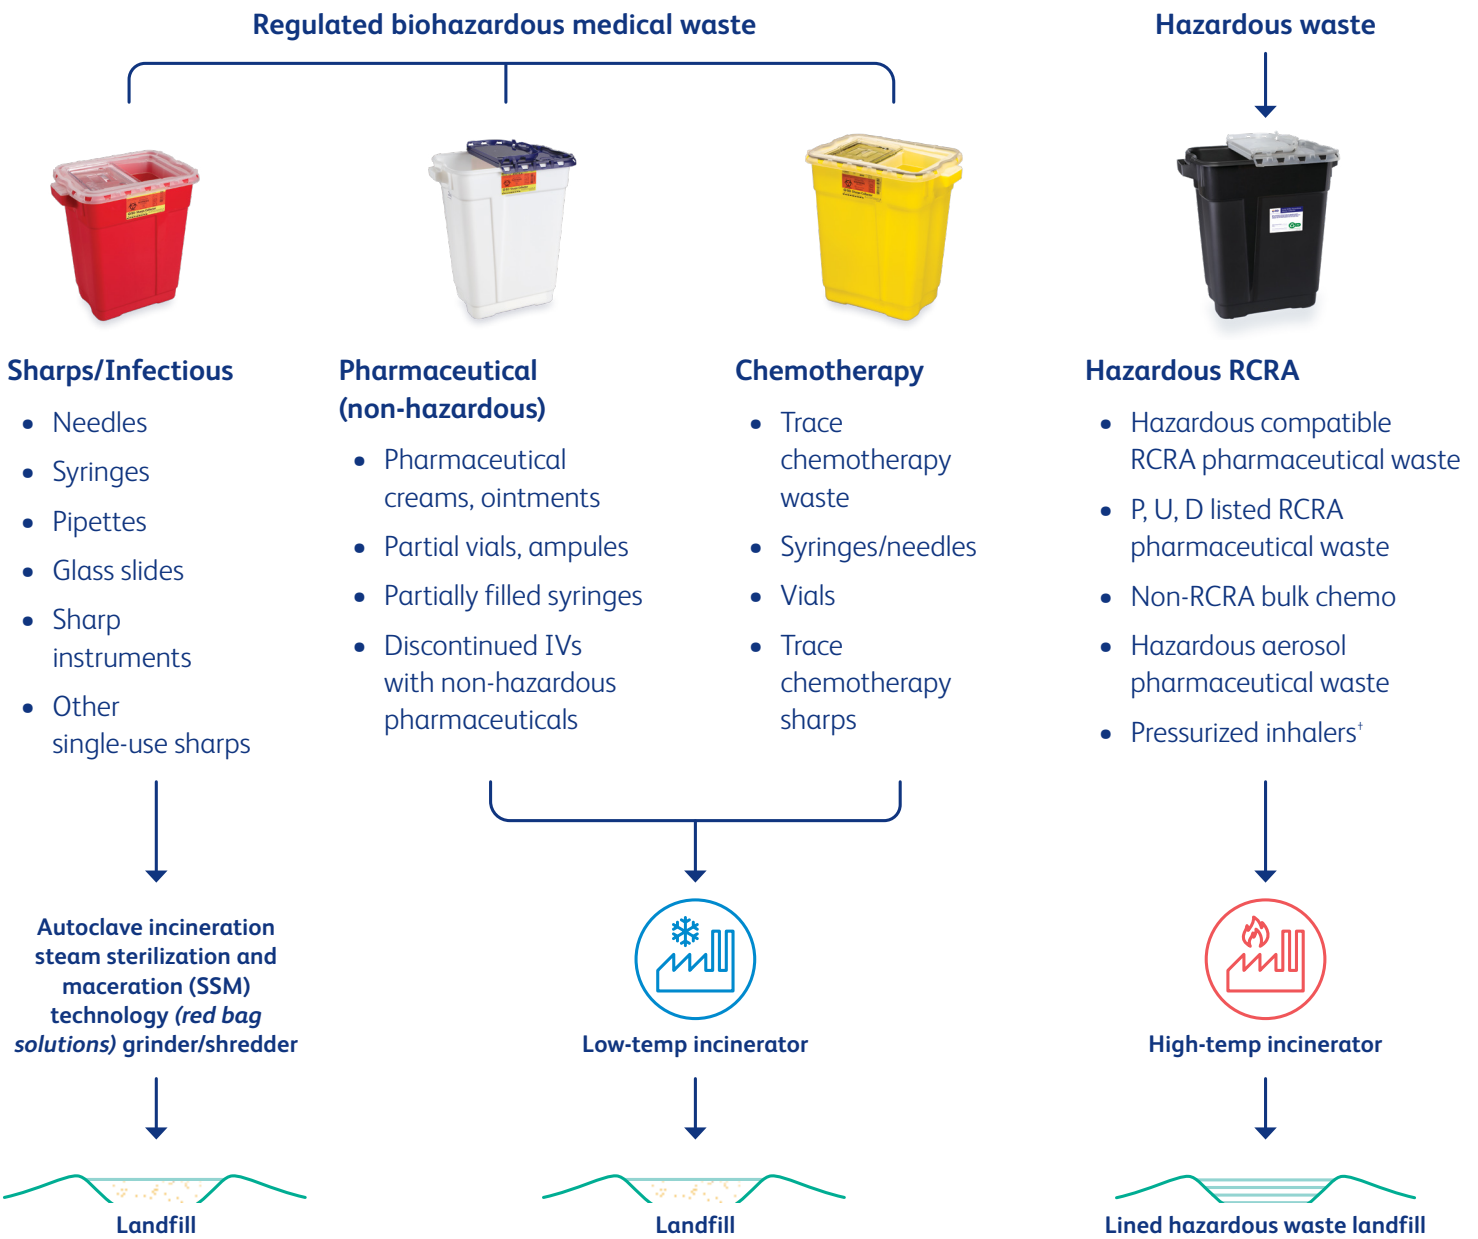 Regulated biohazardous medical waste
Hazardous waste
Sharps/Infectious
• Needles
• Syringes
• Pipettes
• Glass slides
• Sharp
instruments
• Other
single-use sharps
Pharmaceutical
(non-hazardous)
• Pharmaceutical
creams, ointments
• Partial vials, ampules
• Partially filled syringes
• Discontinued IVs
with non-hazardous
pharmaceuticals
Chemotherapy
• Trace
chemotherapy
waste
• Syringes/needles
• Vials
• Trace
chemotherapy
sharps
Hazardous RCRA
• Hazardous compatible
RCRA pharmaceutical waste
• P, U, D listed RCRA
pharmaceutical waste
• Non-RCRA bulk chemo
• Hazardous aerosol
pharmaceutical waste
• Pressurized inhalers†
Autoclave incineration
steam sterilization and
maceration (SSM)
technology (red bag
solutions) grinder/shredder
Low-temp incinerator
High-temp incinerator
Landfill
Landfill
Lined hazardous waste landfill